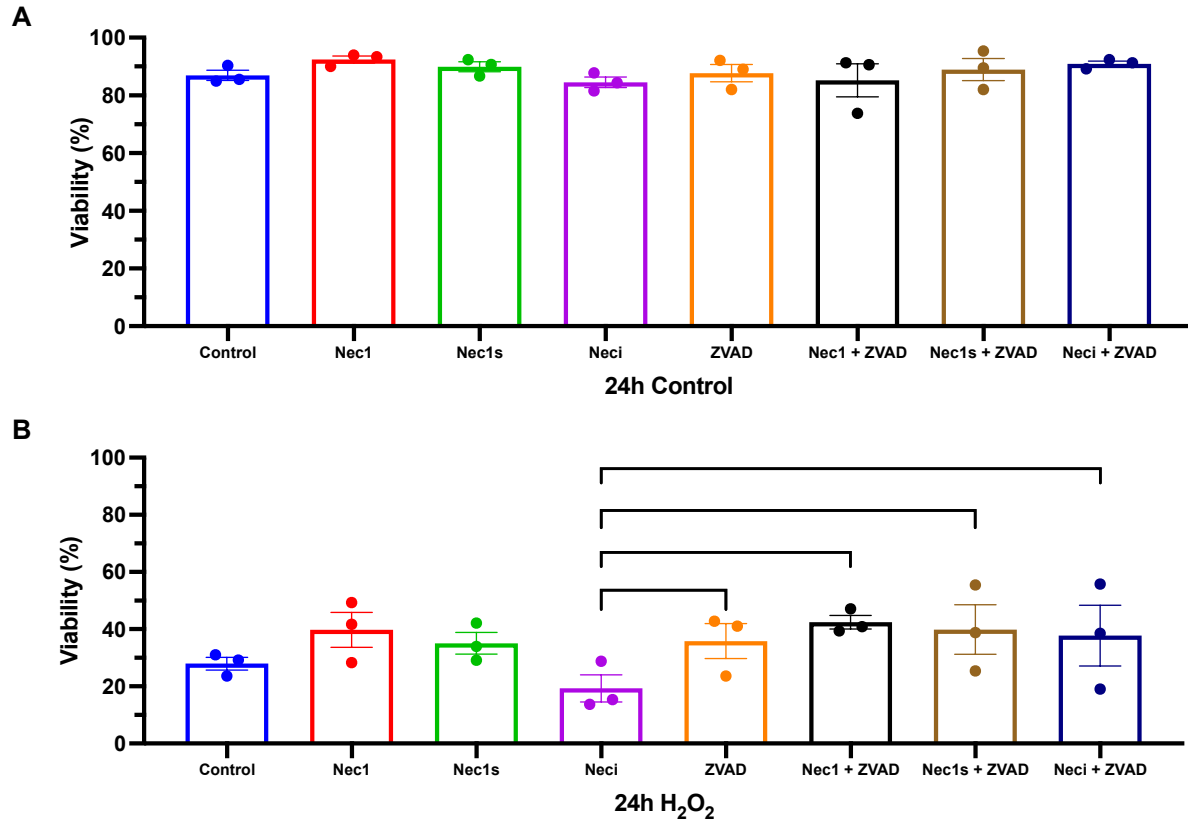 A
100
80
60
40
20
0
Viability (%)
Control Nec1 Nec1s Neci ZVAD Nec1 + ZVAD Nec1s + ZVAD Neci + ZVAD
24h Control
B
100
80
60
40
20
0
Viability (%)
Control Nec1 Nec1s Neci ZVAD Nec1 + ZVAD Nec1s + ZVAD Neci + ZVAD
24h H₂O₂